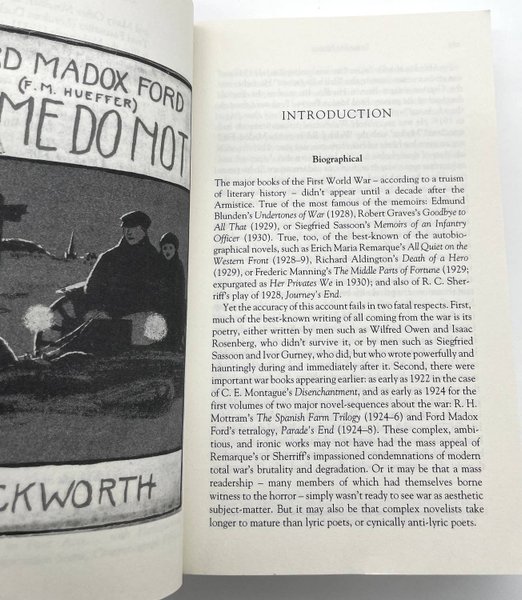 RD MADOX FORD
(F. M. HUEFFER)
ME DO NOT
CKWORTH
INTRODUCTION
Biographical
The major books of the First World War – according to a truism
of literary history – didn't appear until a decade after the
Armistice. True of the most famous of the memoirs: Edmund
Blunden's Undertones of War (1928), Robert Graves's Goodbye to
All That (1929), or Siegfried Sassoon's Memoirs of an Infantry
Officer (1930). True, too, of the best-known of the autobio-
graphical novels, such as Erich Maria Remarque's All Quiet on the
Western Front (1928–9), Richard Aldington's Death of a Hero
(1929), or Frederic Manning's The Middle Parts of Fortune (1929;
expurgated as Her Privates We in 1930); and also of R. C. Sher-
riff's play of 1928, Journey's End.
Yet the accuracy of this account fails in two fatal respects. First,
much of the best-known writing of all coming from the war is its
poetry, either written by men such as Wilfred Owen and Isaac
Rosenberg, who didn't survive it, or by men such as Siegfried
Sassoon and Ivor Gurney, who did, but who wrote powerfully and
hauntingly during and immediately after it. Second, there were
important war books appearing earlier: as early as 1922 in the case
of C. E. Montague's Disenchantment, and as early as 1924 for the
first volumes of two major novel-sequences about the war: R. H.
Mottram's The Spanish Farm Trilogy (1924–6) and Ford Madox
Ford's tetralogy, Parade's End (1924–8). These complex, ambi-
tious, and ironic works may not have had the mass appeal of
Remarque's or Sherriff's impassioned condemnations of modern
total war's brutality and degradation. Or it may be that a mass
readership – many members of which had themselves borne
witness to the horror – simply wasn't ready to see war as aesthetic
subject-matter. But it may also be that complex novelists take
longer to mature than lyric poets, or cynically anti-lyric poets.